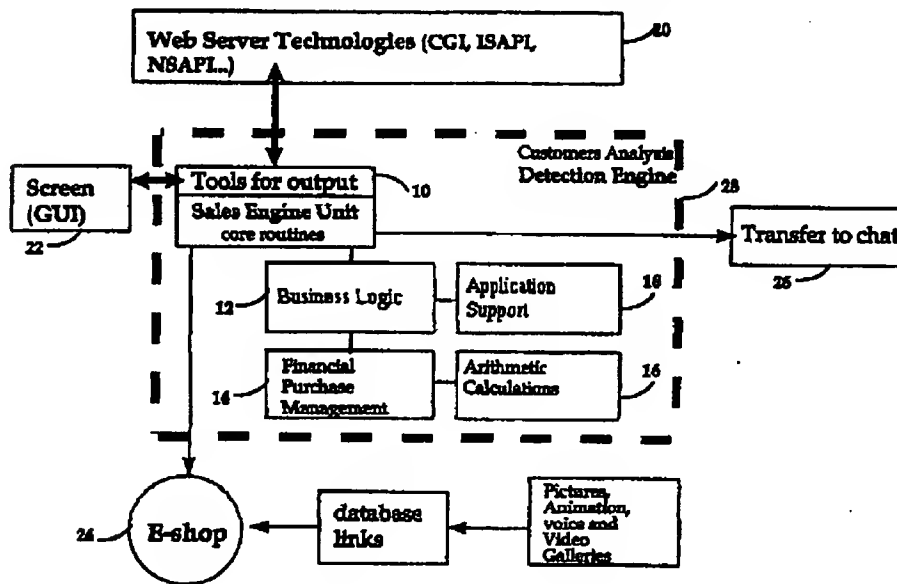 Web Server Technologies (CGI, ISAPI,
NSAPI...)
20
Customers Analysis
Detection Engine
28
Screen
(GUI)
22
Tools for output
10
Sales Engine Unit
core routines
Transfer to chat
26
12
Business Logic
Application
Support
18
14
Financial
Purchase
Management
Arithmetic
Calculations
16
24
E-shop
database
links
Pictures,
Animation,
voice and
Video
Galleries